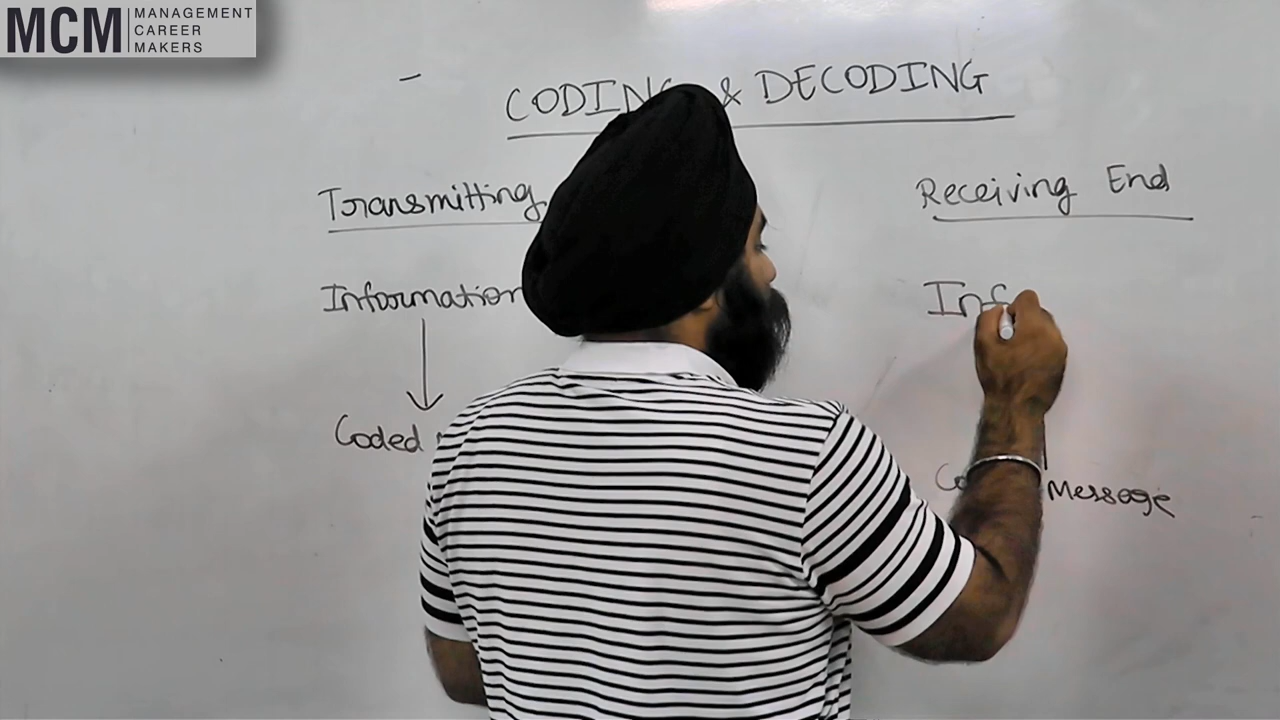 MCM MANAGEMENT
CAREER
MAKERS
CODING & DECODING
Transmitting
Receiving End
Information
Inf
Coded
Message